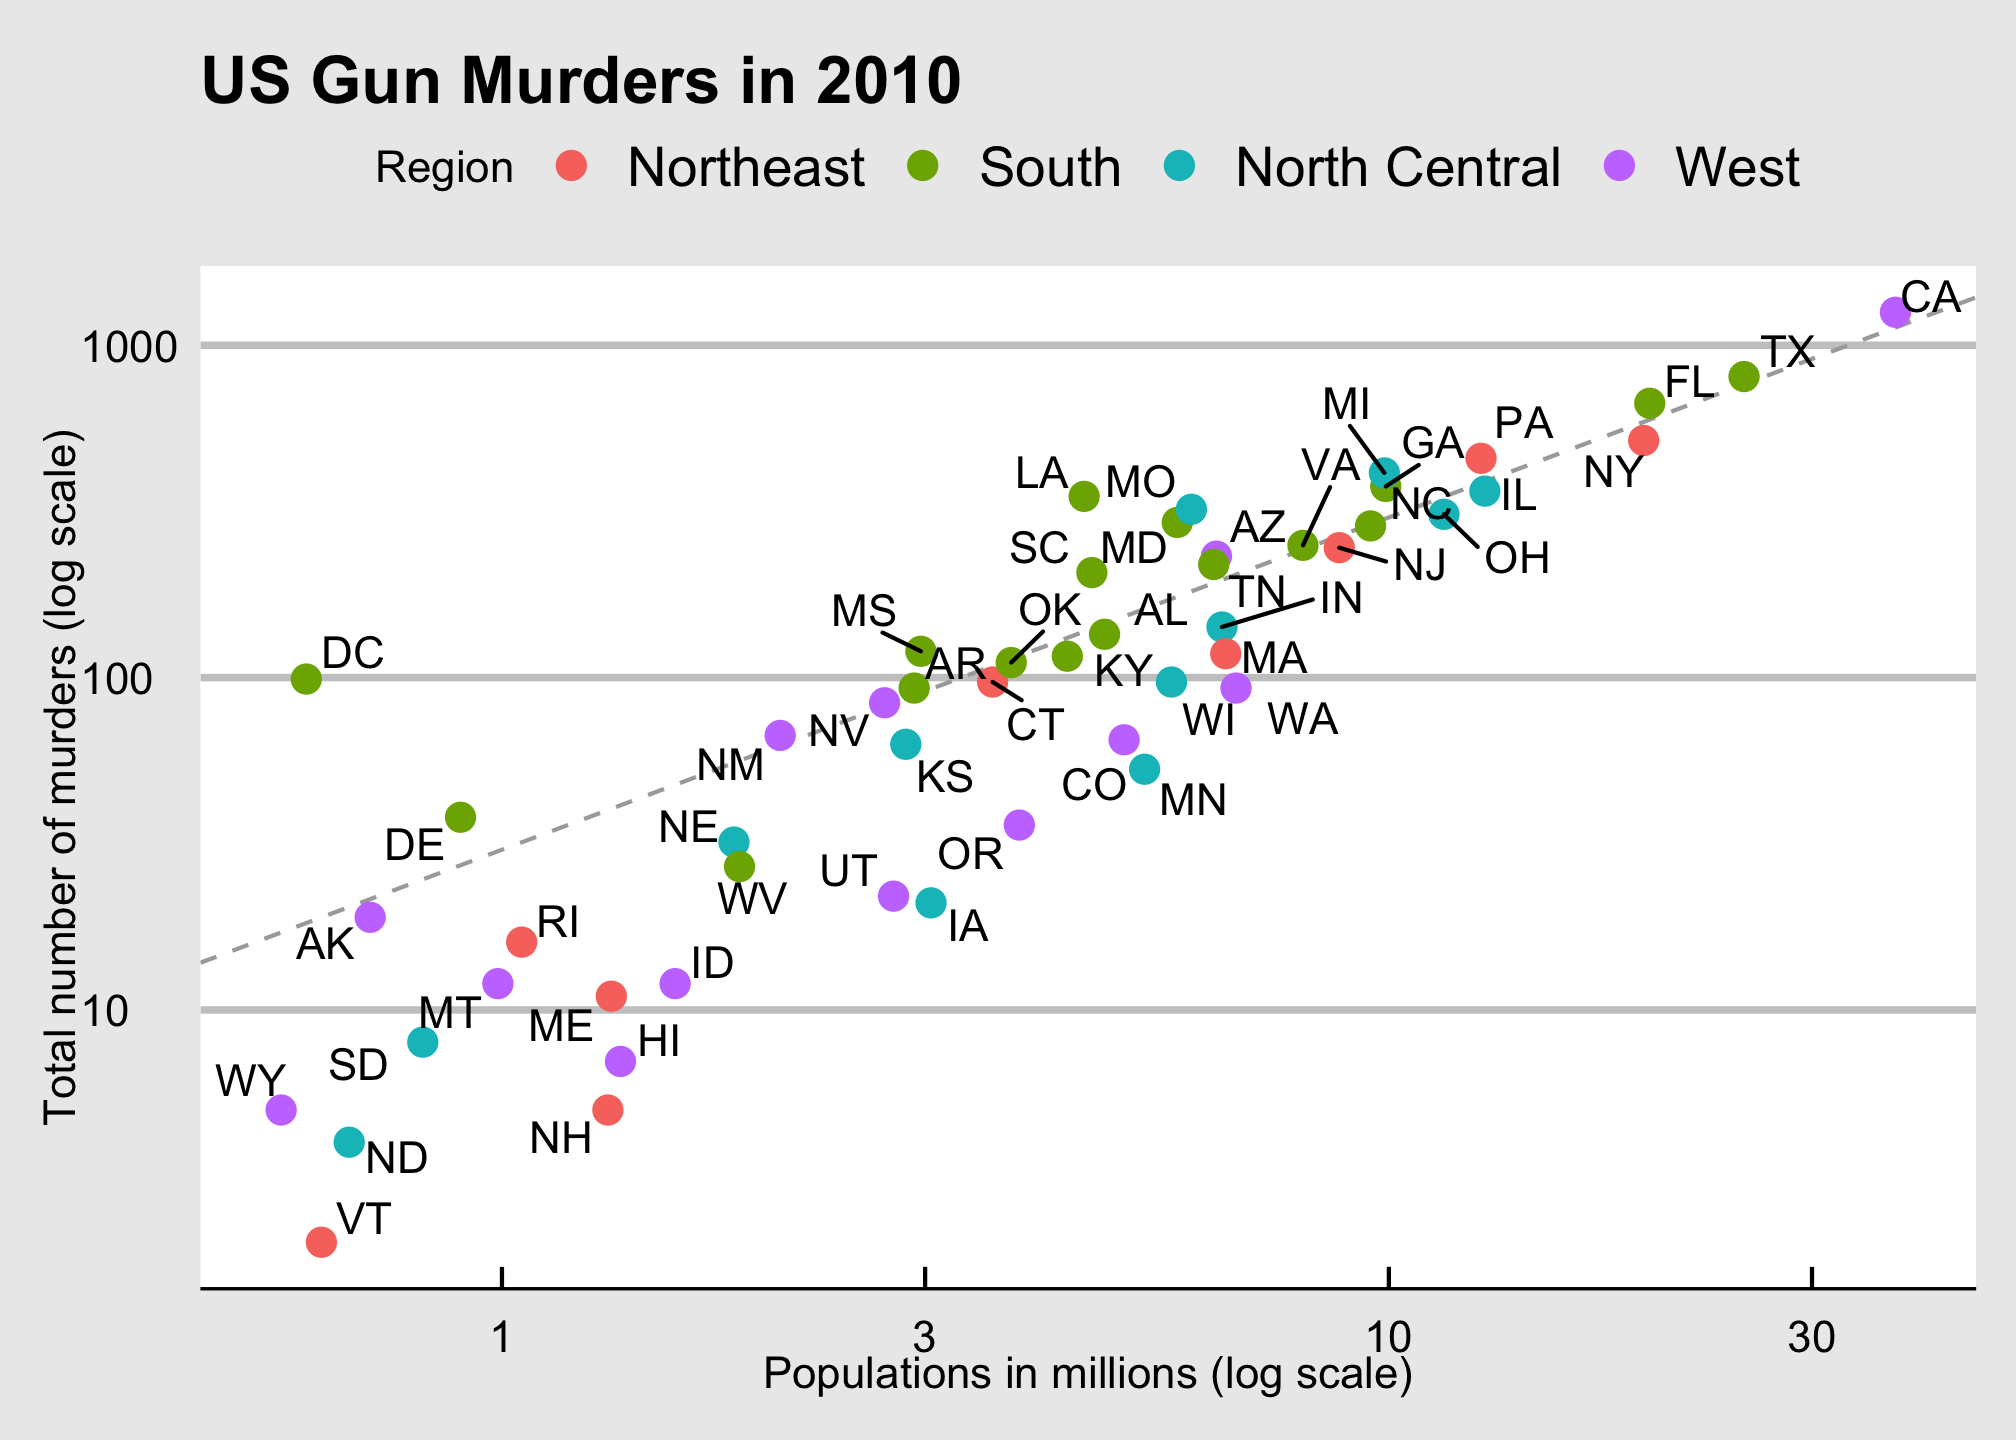 US Gun Murders in 2010
Region Northeast South North Central West
Total number of murders (log scale)
1000
100
10
CA
TX
FL
MI
PA
GA
VA
NY
LA
MO
NC
IL
AZ
SC
MD
OH
NJ
TN
IN
MS
OK
AL
DC
AR
MA
KY
CT
WI
WA
NV
NM
KS
CO
MN
NE
DE
OR
UT
WV
IA
RI
AK
ID
MT
ME
HI
SD
WY
NH
ND
VT
1 3 10 30
Populations in millions (log scale)